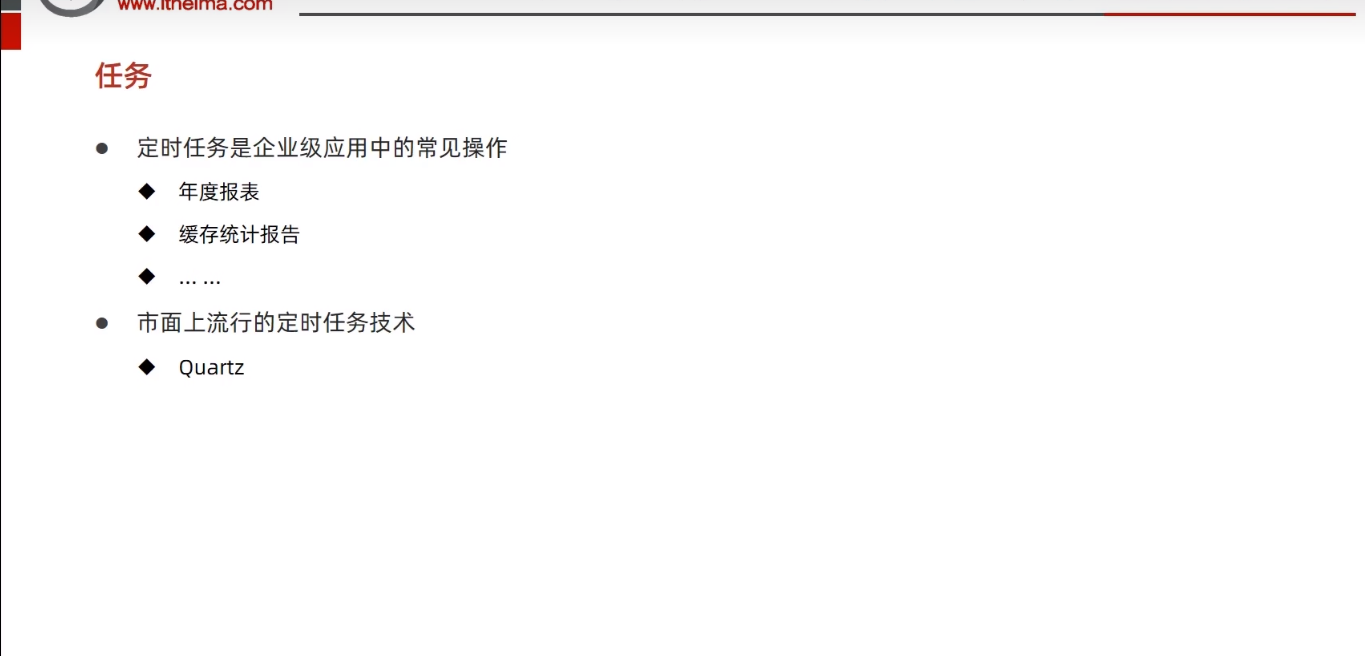 www.itheima.com
任务
● 定时任务是企业级应用中的常见操作
◆ 年度报表
◆ 缓存统计报告
◆ ... ...
● 市面上流行的定时任务技术
◆ Quartz